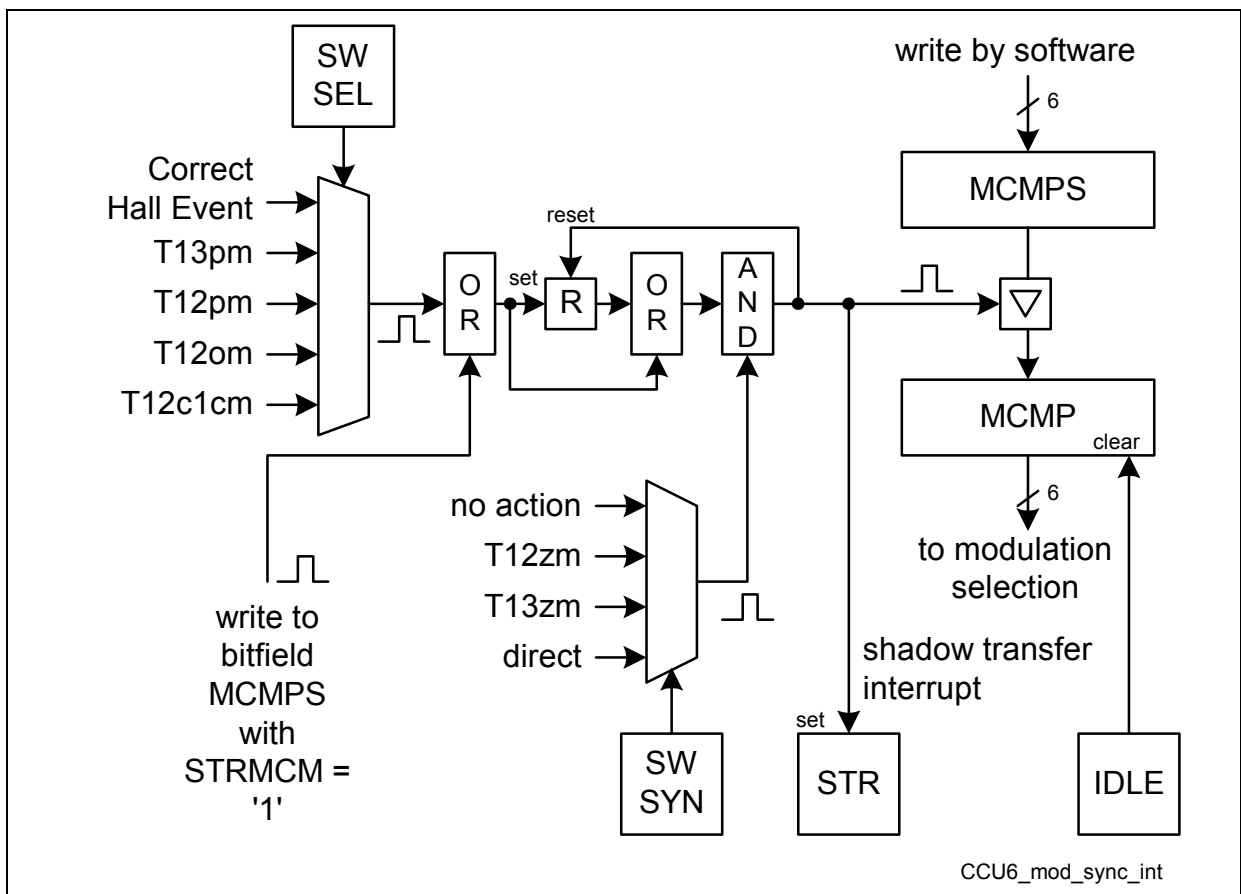 SW
SEL
write by software
6
Correct
Hall Event
T13pm
T12pm
T12om
T12c1cm
MCMPS
reset
O
R
set
R
O
R
A
N
D
MCMP
clear
6
to modulation
selection
no action
T12zm
T13zm
direct
write to
bitfield
MCMPS
with
STRMCM =
'1'
shadow transfer
interrupt
set
SW
SYN
STR
IDLE
CCU6_mod_sync_int